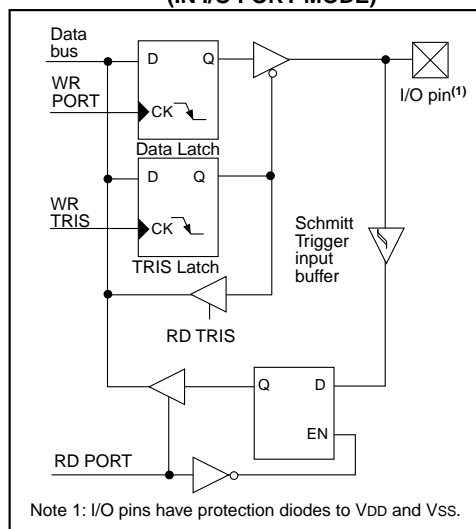 (IN I/O PORT MODE)
Data
bus
D
Q
WR
PORT
CK
I/O pin(1)
Data Latch
D
Q
WR
TRIS
CK
TRIS Latch
Schmitt
Trigger
input
buffer
RD TRIS
Q
D
EN
RD PORT
Note 1: I/O pins have protection diodes to VDD and VSS.